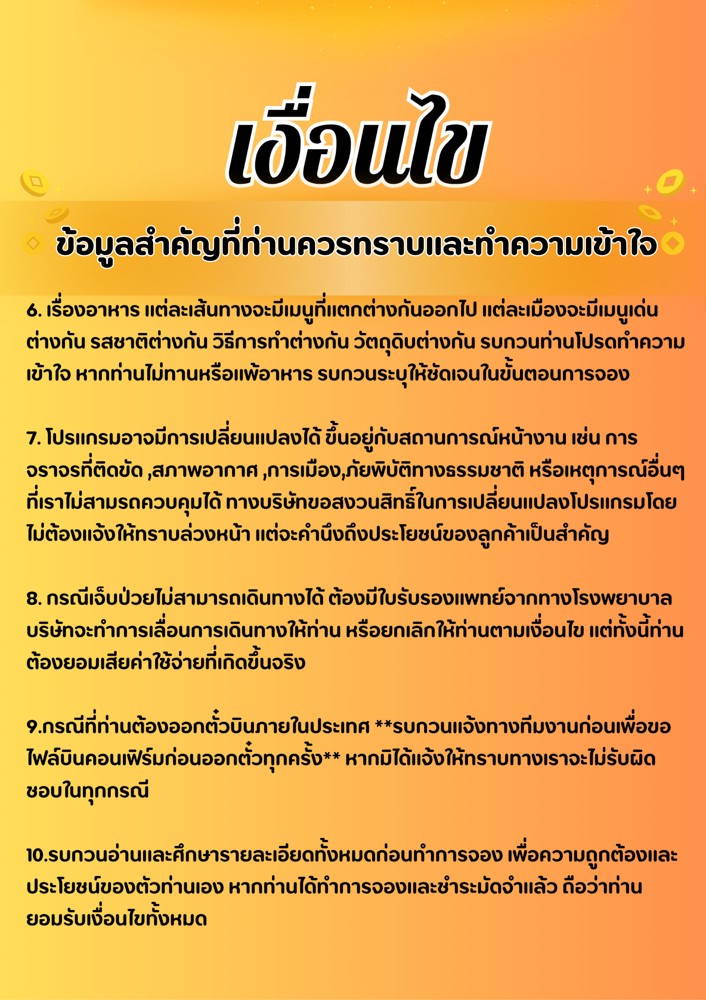 เงื่อนไข
ข้อมูลสำคัญที่ท่านควรทราบและทำความเข้าใจ
6. เรื่องอาหาร แต่ละเส้นทางจะมีเมนูที่แตกต่างกันออกไป แต่ละเมืองจะมีเมนูเด่น
ต่างกัน รสชาติต่างกัน วิธีการทำต่างกัน วัตถุดิบต่างกัน รบกวนท่านโปรดทำความ
เข้าใจ หากท่านไม่ทานหรือแพ้อาหาร รบกวนระบุให้ชัดเจนในขั้นตอนการจอง
7. โปรแกรมอาจมีการเปลี่ยนแปลงได้ ขึ้นอยู่กับสถานการณ์หน้างาน เช่น การ
จราจรที่ติดขัด ,สภาพอากาศ ,การเมือง,ภัยพิบัติทางธรรมชาติ หรือเหตุการณ์อื่นๆ
ที่เราไม่สามรถควบคุมได้ ทางบริษัทขอสงวนสิทธิ์ในการเปลี่ยนแปลงโปรแกรมโดย
ไม่ต้องแจ้งให้ทราบล่วงหน้า แต่จะคำนึงถึงประโยชน์ของลูกค้าเป็นสำคัญ
8. กรณีเจ็บป่วยไม่สามารถเดินทางได้ ต้องมีใบรับรองแพทย์จากทางโรงพยาบาล
บริษัทจะทำการเลื่อนการเดินทางให้ท่าน หรือยกเลิกให้ท่านตามเงื่อนไข แต่ทั้งนี้ท่าน
ต้องยอมเสียค่าใช้จ่ายที่เกิดขึ้นจริง
9.กรณีที่ท่านต้องออกตั๋วบินภายในประเทศ **รบกวนแจ้งทางทีมงานก่อนเพื่อขอ
ไฟล์บินคอนเฟิร์มก่อนออกตั๋วทุกครั้ง** หากมิได้แจ้งให้ทราบทางเราจะไม่รับผิด
ชอบในทุกกรณี
10.รบกวนอ่านและศึกษารายละเอียดทั้งหมดก่อนทำการจอง เพื่อความถูกต้องและ
ประโยชน์ของตัวท่านเอง หากท่านได้ทำการจองและชำระมัดจำแล้ว ถือว่าท่าน
ยอมรับเงื่อนไขทั้งหมด